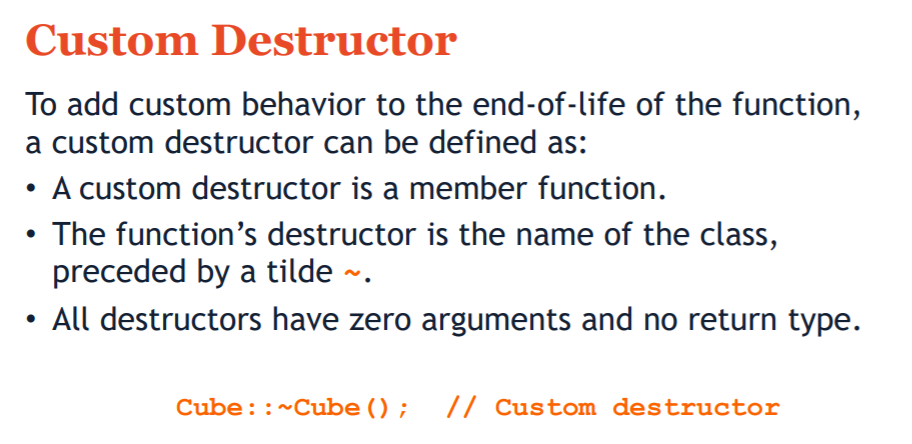 Custom Destructor
To add custom behavior to the end-of-life of the function,
a custom destructor can be defined as:
• A custom destructor is a member function.
• The function’s destructor is the name of the class,
preceded by a tilde ~.
• All destructors have zero arguments and no return type.
Cube::~Cube();  // Custom destructor